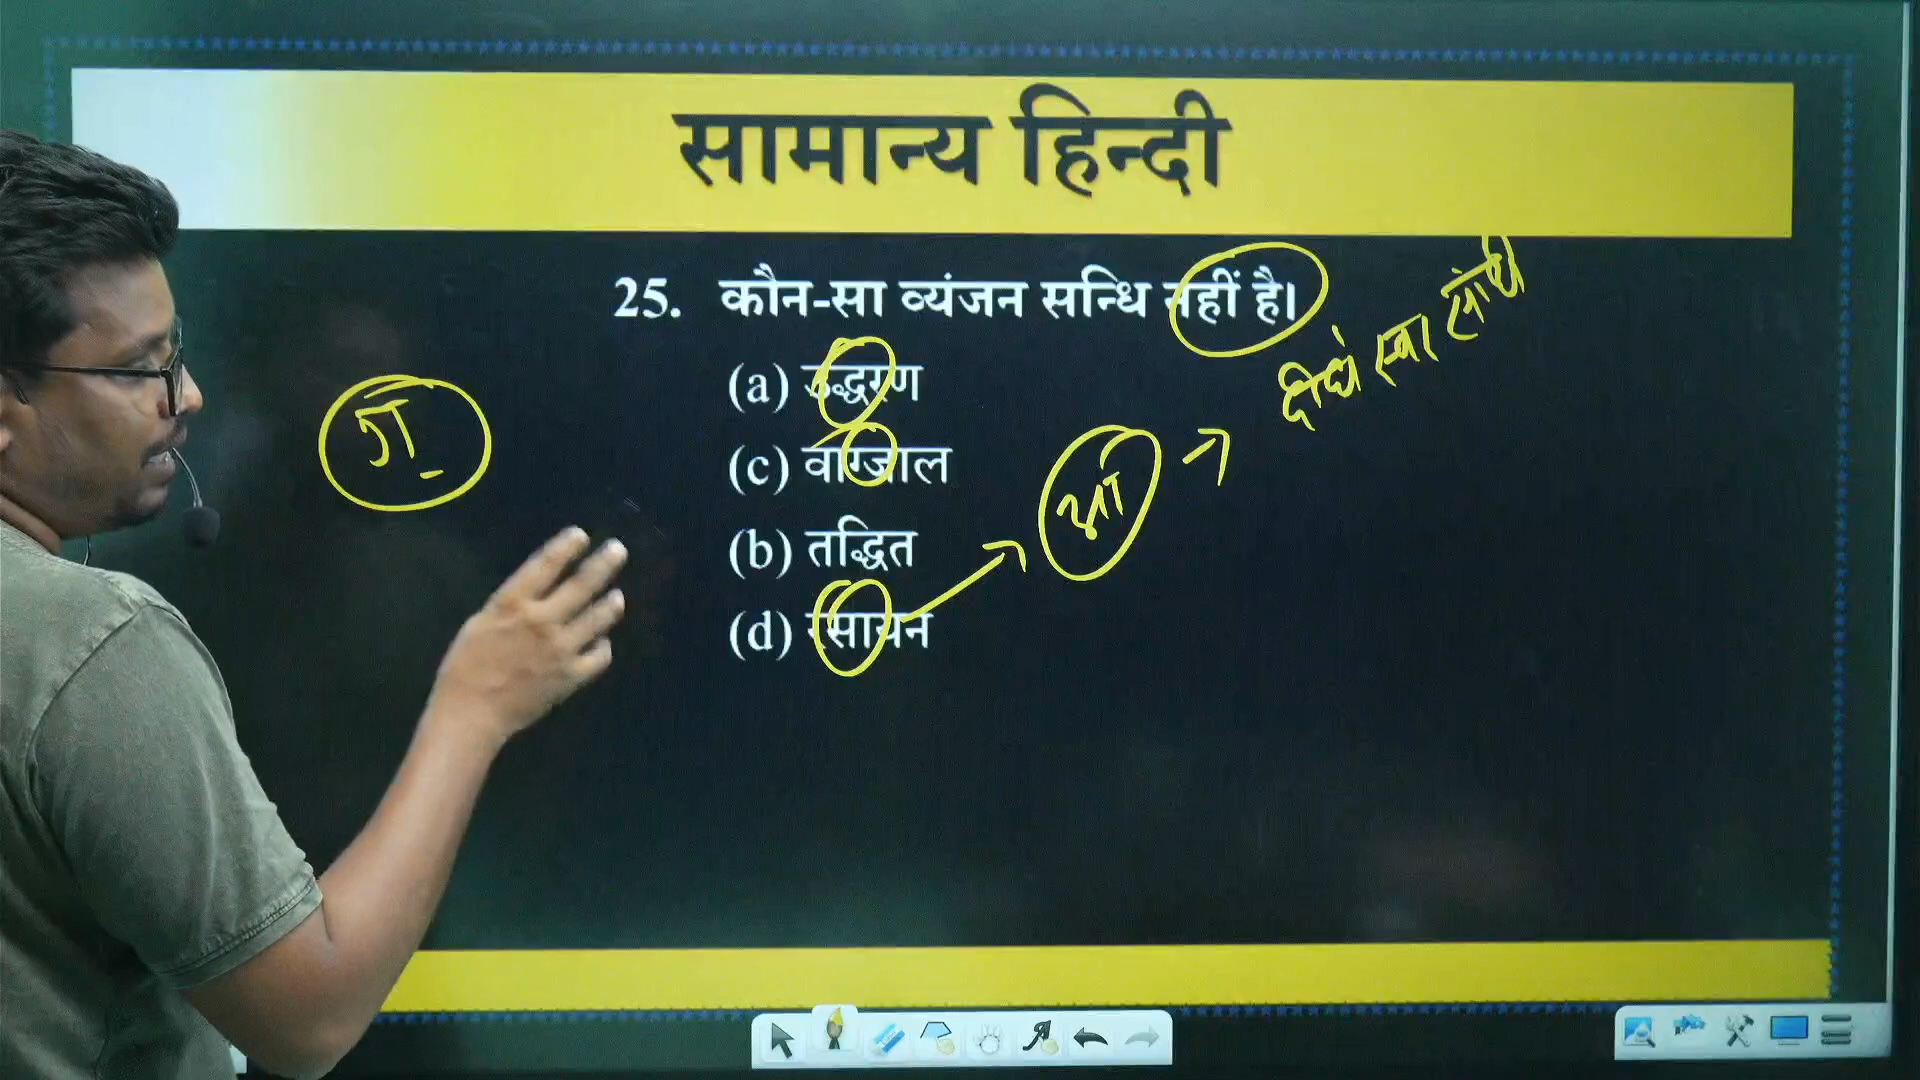 सामान्य हिन्दी
25. कौन-सा व्यंजन सन्धि नहीं है।
(a) उद्धरण
(c) वाग्जाल
(b) तद्धित
(d) रसायन
आ
दीर्घ स्वर संधि